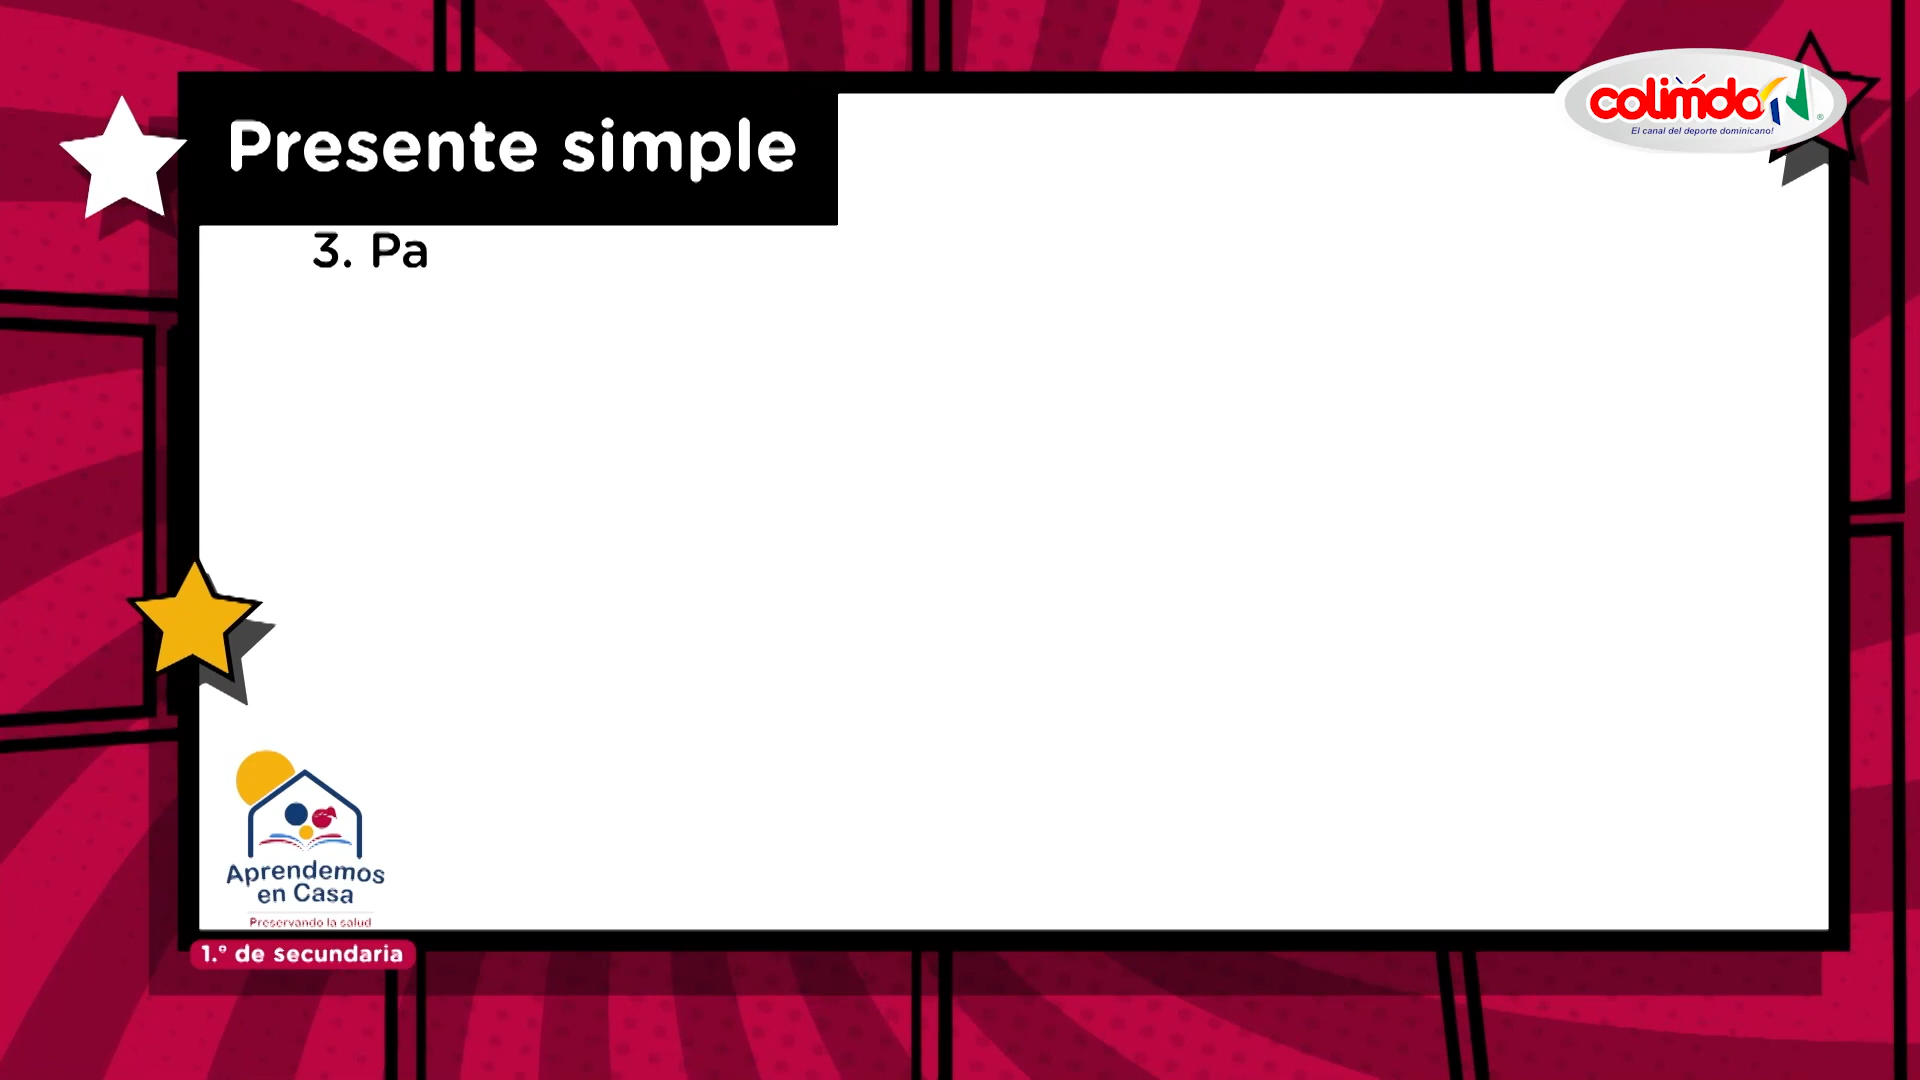 Presente simple
colimdo
El canal del deporte dominicano!
3. Pa
Aprendemos
en Casa
Preservando la salud
1.° de secundaria